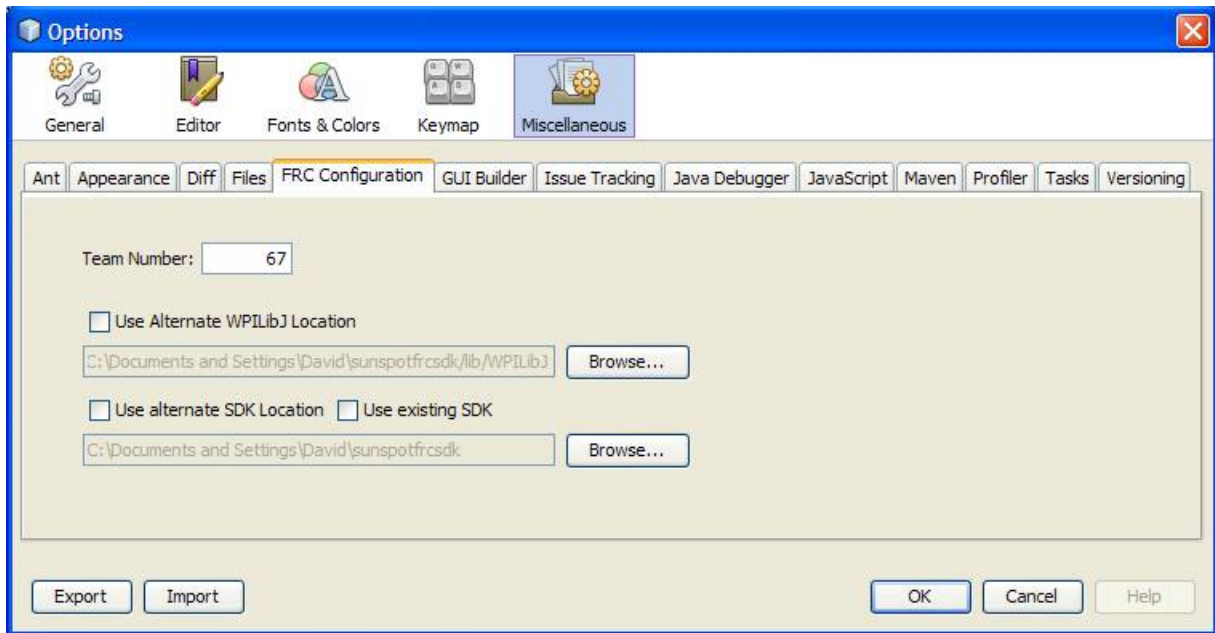 Options
General Editor Fonts & Colors Keymap Miscellaneous
Ant Appearance Diff Files FRC Configuration GUI Builder Issue Tracking Java Debugger JavaScript Maven Profiler Tasks Versioning
Team Number: 67
Use Alternate WPILibJ Location
C:\Documents and Settings\David\sunspotfrcsdk/lib/WPILibJ Browse...
Use alternate SDK Location Use existing SDK
C:\Documents and Settings\David\sunspotfrcsdk Browse...
Export Import OK Cancel Help